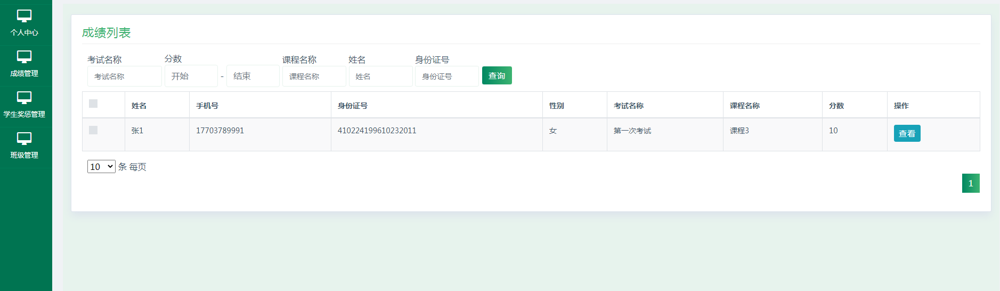 个人中心
成绩管理
学生奖惩管理
班级管理
成绩列表
考试名称 分数 课程名称 姓名 身份证号
考试名称 开始 - 结束 课程名称 姓名 身份证号 查询
姓名 手机号 身份证号 性别 考试名称 课程名称 分数 操作
张1 17703789991 410224199610232011 女 第一次考试 课程3 10 查看
10 条 每页
1